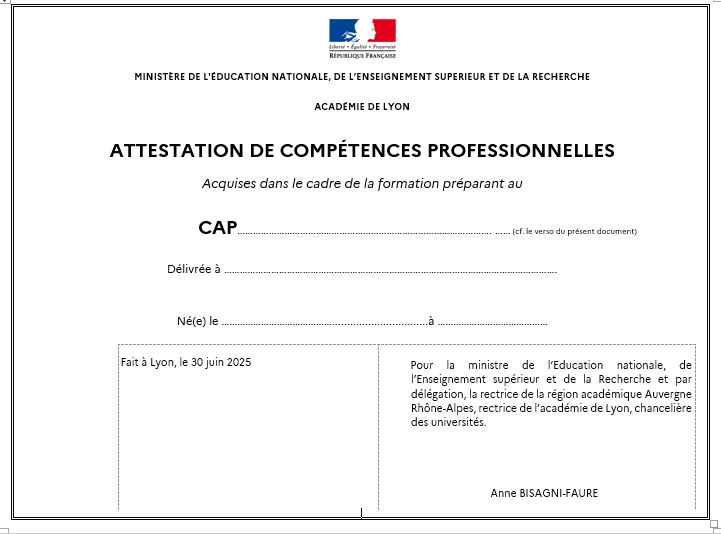 Liberté • Égalité • Fraternité
RÉPUBLIQUE FRANÇAISE
MINISTÈRE DE L'ÉDUCATION NATIONALE, DE L'ENSEIGNEMENT SUPERIEUR ET DE LA RECHERCHE
ACADÉMIE DE LYON
ATTESTATION DE COMPÉTENCES PROFESSIONNELLES
Acquises dans le cadre de la formation préparant au
CAP…………………………………………………………………………………. …… (cf. le verso du présent document)
Délivrée à ………………………………………………………………………………………….
Né(e) le ……………………………..............................à ……………………………………
Fait à Lyon, le 30 juin 2025
Pour la ministre de l'Education nationale, de
l'Enseignement supérieur et de la Recherche et par
délégation, la rectrice de la région académique Auvergne
Rhône-Alpes, rectrice de l'académie de Lyon, chancelière
des universités.
Anne BISAGNI-FAURE